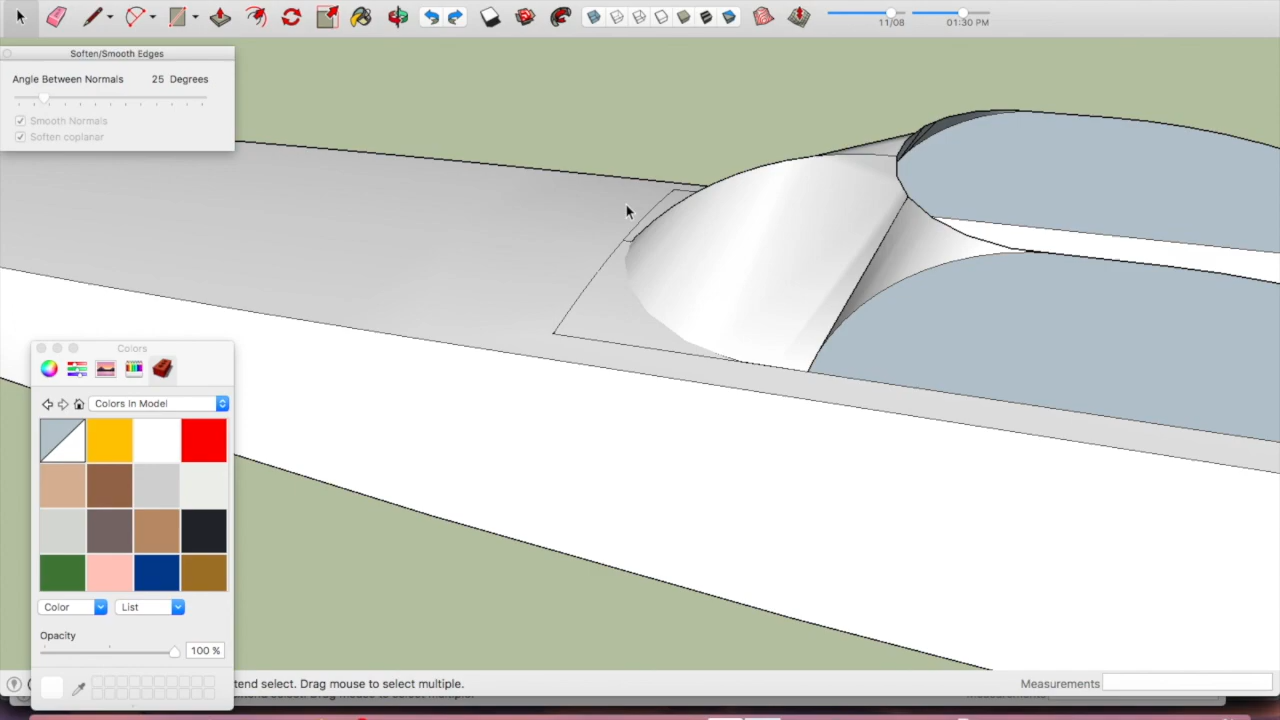 11/08
01:30 PM
Soften/Smooth Edges
Angle Between Normals 25 Degrees
Smooth Normals
Soften coplanar
Colors
Colors In Model
Color
List
Opacity
100 %
tend select. Drag mouse to select multiple.
Measurements